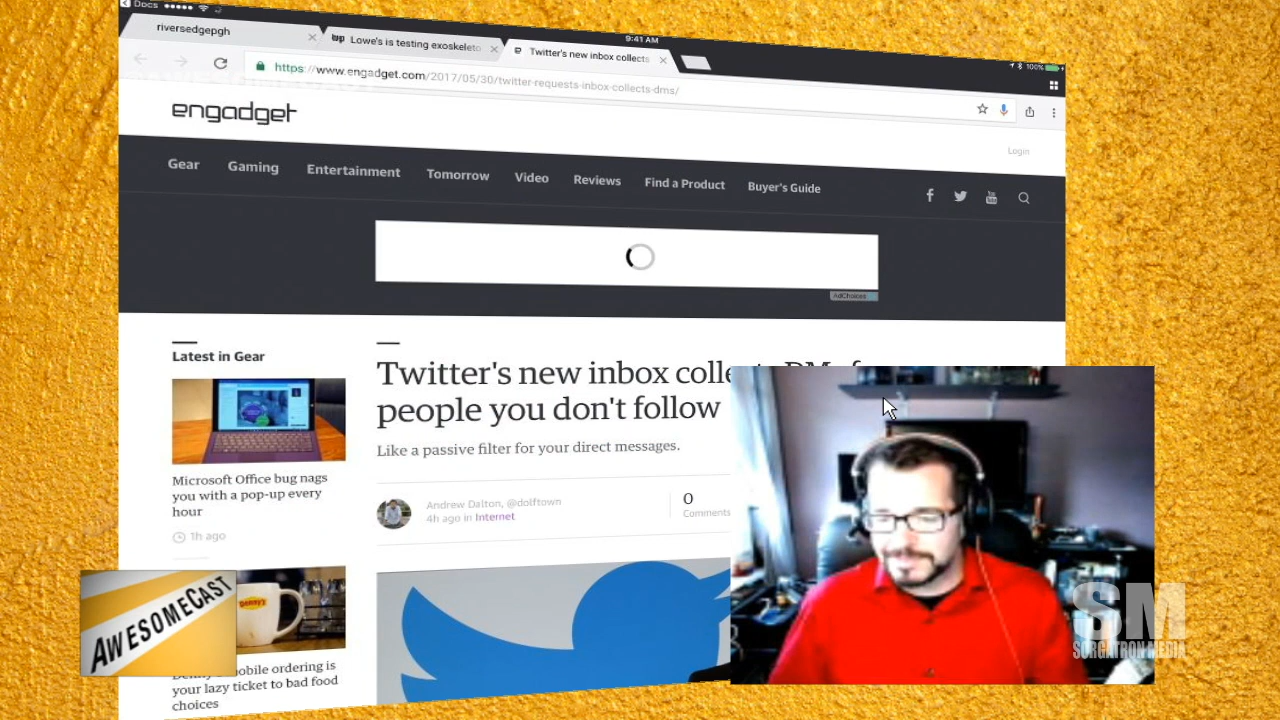 Docs
9:41 AM
100%
riversedgepgh
Lowe's is testing exoskeleto
Twitter's new inbox collects
https://www.engadget.com/2017/05/30/twitter-requests-inbox-collects-dms/
engadget
Login
Gear
Gaming
Entertainment
Tomorrow
Video
Reviews
Find a Product
Buyer's Guide
AdChoices
Latest in Gear
Microsoft Office bug nags
you with a pop-up every
hour
1h ago
Denny's
mobile ordering is
your lazy ticket to bad food
choices
Twitter's new inbox
people you don't follow
Like a passive filter for your direct messages.
Andrew Dalton, @dolftown
4h ago in Internet
0
Comments
AWESOMECAST
SM
SORGATRON MEDIA